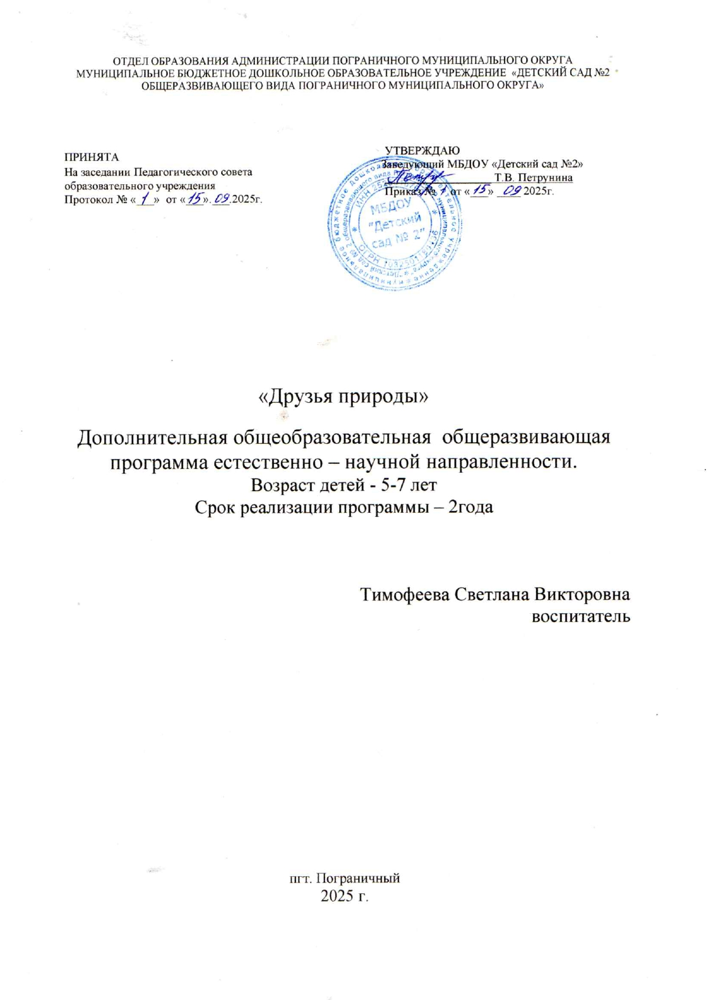 ОТДЕЛ ОБРАЗОВАНИЯ АДМИНИСТРАЦИИ ПОГРАНИЧНОГО МУНИЦИПАЛЬНОГО ОКРУГА
МУНИЦИПАЛЬНОЕ БЮДЖЕТНОЕ ДОШКОЛЬНОЕ ОБРАЗОВАТЕЛЬНОЕ УЧРЕЖДЕНИЕ «ДЕТСКИЙ САД №2
ОБЩЕРАЗВИВАЮЩЕГО ВИДА ПОГРАНИЧНОГО МУНИЦИПАЛЬНОГО ОКРУГА»
ПРИНЯТА
На заседании Педагогического совета
образовательного учреждения
Протокол № « 1 » от «15».09.2025г.
УТВЕРЖДАЮ
Заведующий МБДОУ «Детский сад №2»
Т.В. Петрунина
Приказ № 1 от «15» 09 2025г.
МБДОУ
"Детский
сад № 2"
«Друзья природы»
Дополнительная общеобразовательная общеразвивающая
программа естественно – научной направленности.
Возраст детей - 5-7 лет
Срок реализации программы – 2года
Тимофеева Светлана Викторовна
воспитатель
пгт. Пограничный
2025 г.